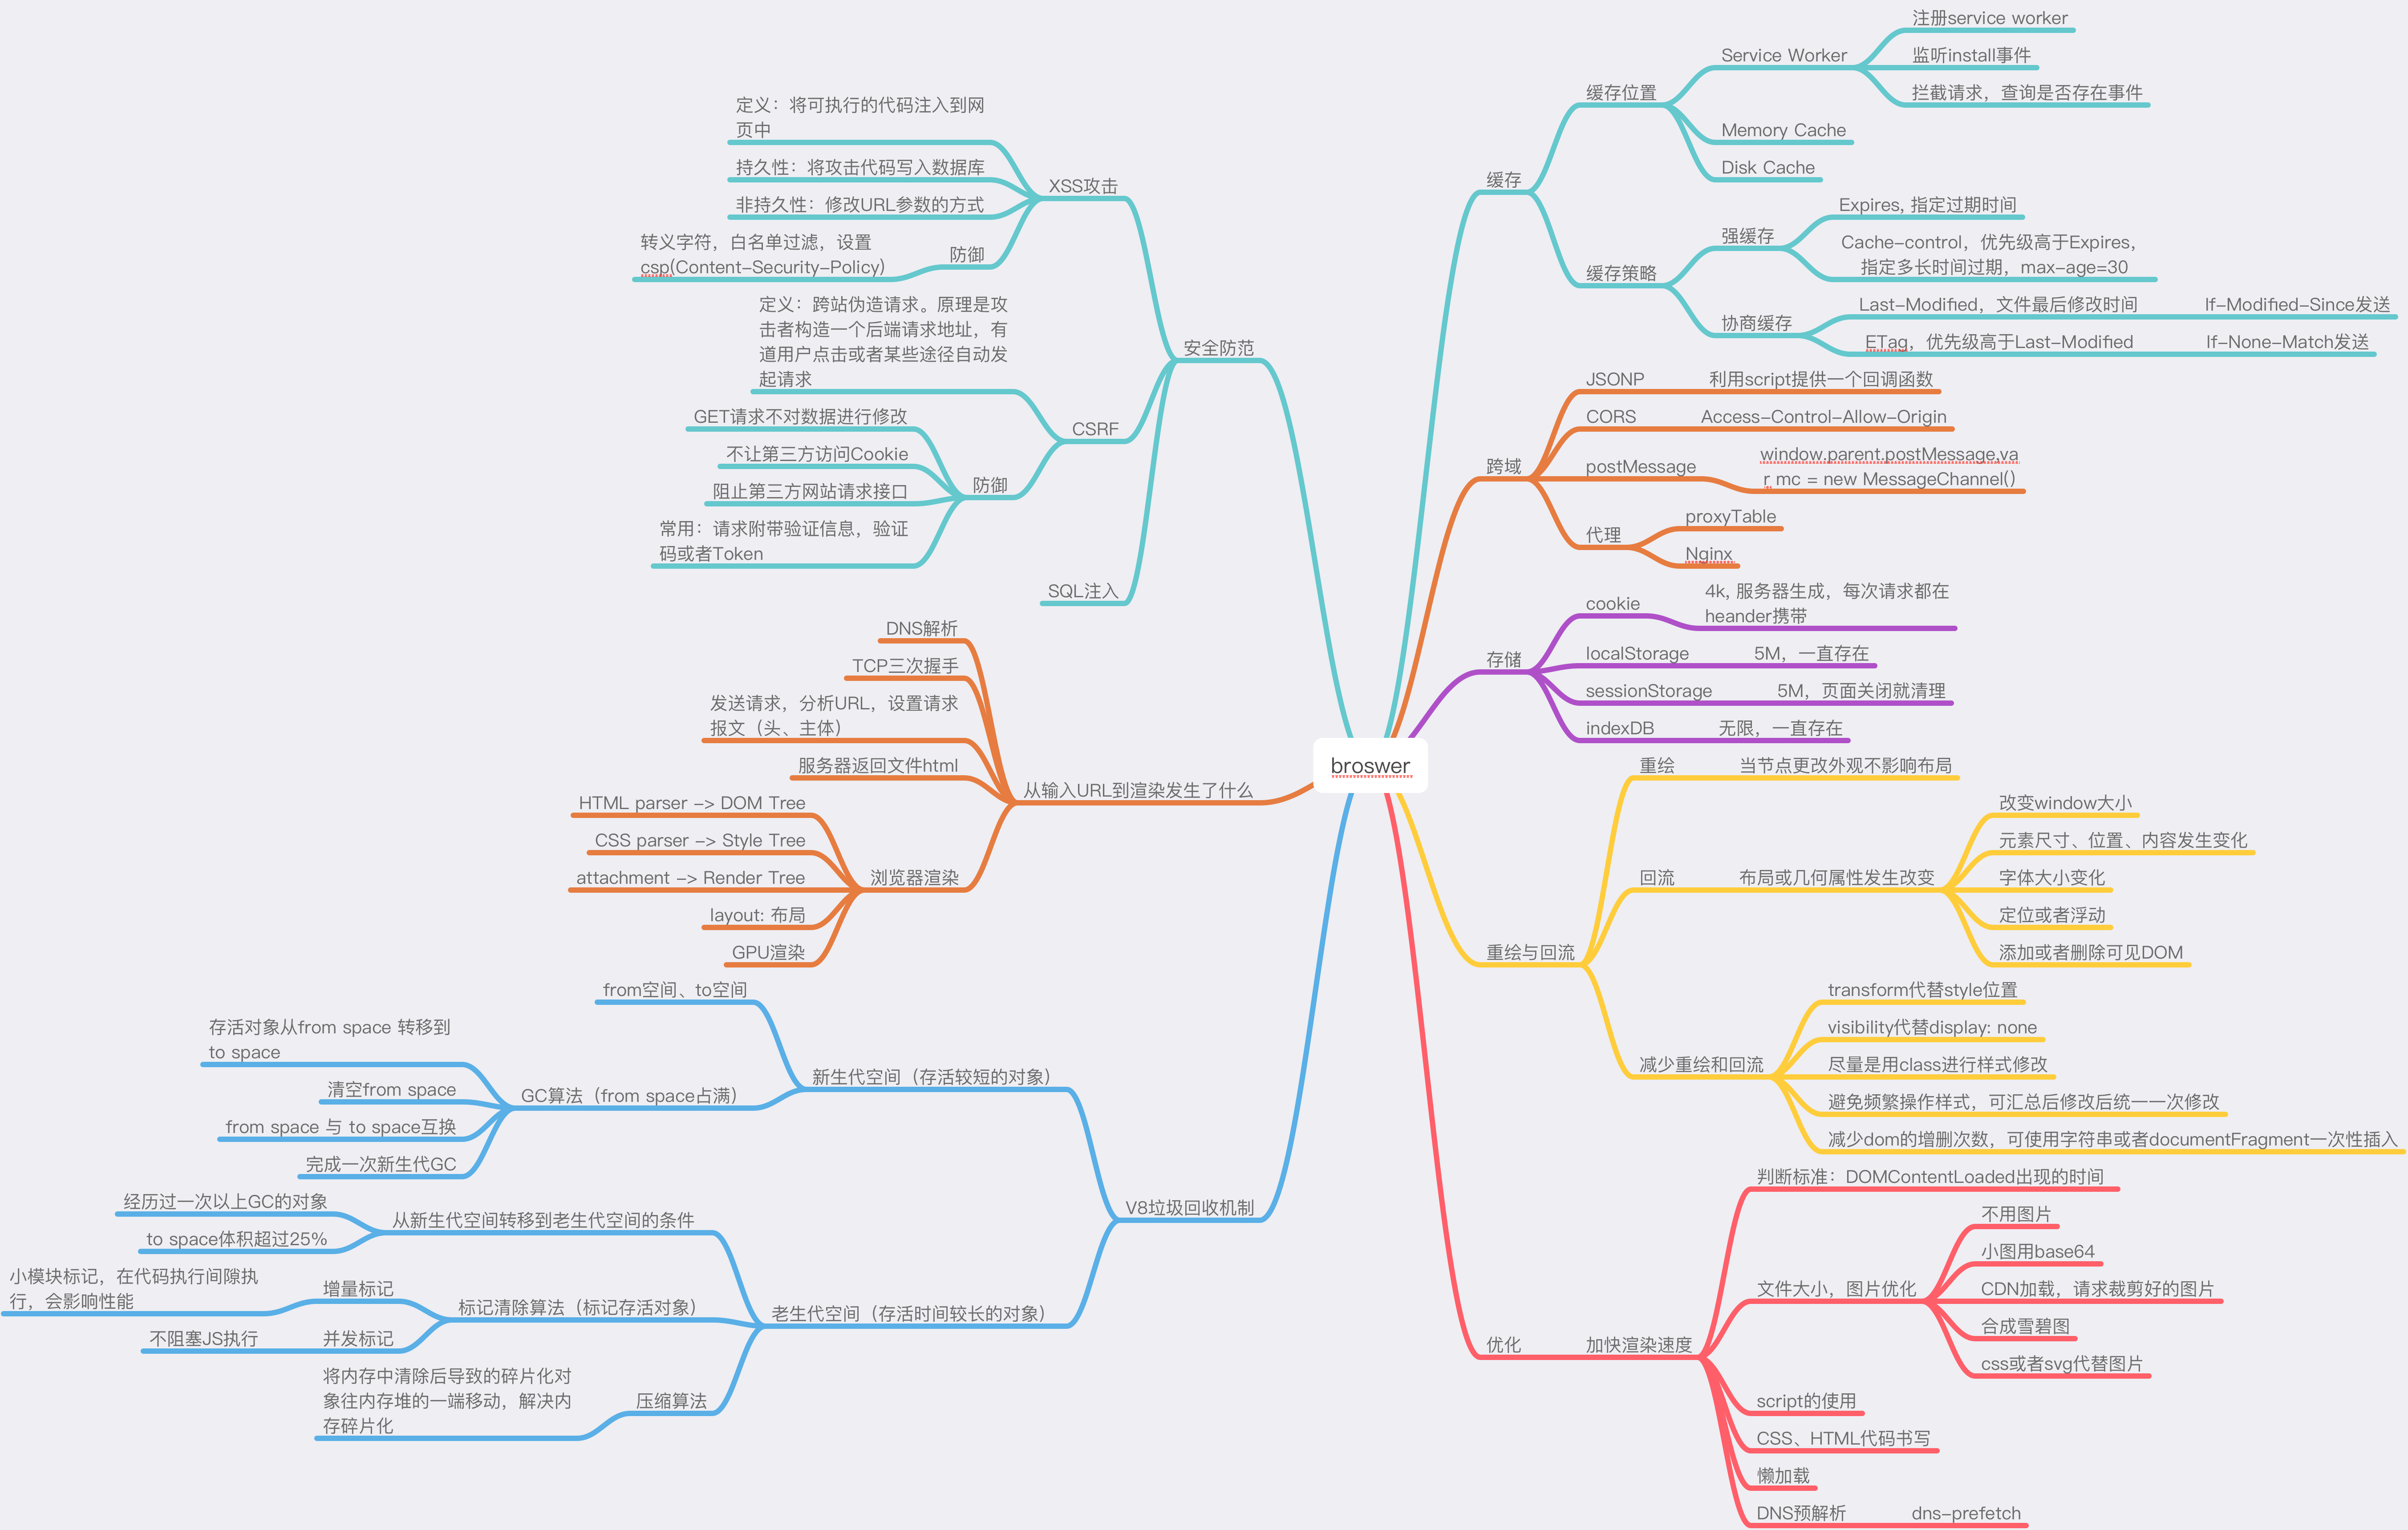 broswer
缓存
缓存位置
Service Worker
注册service worker
监听install事件
拦截请求，查询是否存在事件
Memory Cache
Disk Cache
缓存策略
强缓存
Expires, 指定过期时间
Cache-control，优先级高于Expires,
指定多长时间过期，max-age=30
协商缓存
Last-Modified，文件最后修改时间
If-Modified-Since发送
ETag，优先级高于Last-Modified
If-None-Match发送
跨域
JSONP
利用script提供一个回调函数
CORS
Access-Control-Allow-Origin
postMessage
window.parent.postMessage,va
r mc = new MessageChannel()
代理
proxyTable
Nginx
存储
cookie
4k, 服务器生成，每次请求都在
heander携带
localStorage
5M，一直存在
sessionStorage
5M，页面关闭就清理
indexDB
无限，一直存在
重绘与回流
重绘
当节点更改外观不影响布局
回流
布局或几何属性发生改变
改变window大小
元素尺寸、位置、内容发生变化
字体大小变化
定位或者浮动
添加或者删除可见DOM
减少重绘和回流
transform代替style位置
visibility代替display: none
尽量是用class进行样式修改
避免频繁操作样式，可汇总后修改后统一一次修改
减少dom的增删次数，可使用字符串或者documentFragment一次性插入
优化
加快渲染速度
判断标准：DOMContentLoaded出现的时间
文件大小，图片优化
不用图片
小图用base64
CDN加载，请求裁剪好的图片
合成雪碧图
css或者svg代替图片
script的使用
CSS、HTML代码书写
懒加载
DNS预解析
dns-prefetch
安全防范
XSS攻击
定义：将可执行的代码注入到网
页中
持久性：将攻击代码写入数据库
非持久性：修改URL参数的方式
防御
转义字符，白名单过滤，设置
csp(Content-Security-Policy)
CSRF
定义：跨站伪造请求。原理是攻
击者构造一个后端请求地址，有
道用户点击或者某些途径自动发
起请求
防御
GET请求不对数据进行修改
不让第三方访问Cookie
阻止第三方网站请求接口
常用：请求附带验证信息，验证
码或者Token
SQL注入
从输入URL到渲染发生了什么
DNS解析
TCP三次握手
发送请求，分析URL，设置请求
报文（头、主体）
服务器返回文件html
浏览器渲染
HTML parser -> DOM Tree
CSS parser -> Style Tree
attachment -> Render Tree
layout: 布局
GPU渲染
V8垃圾回收机制
新生代空间（存活较短的对象）
from空间、to空间
GC算法（from space占满）
存活对象从from space 转移到
to space
清空from space
from space 与 to space互换
完成一次新生代GC
老生代空间（存活时间较长的对象）
从新生代空间转移到老生代空间的条件
经历过一次以上GC的对象
to space体积超过25%
标记清除算法（标记存活对象）
增量标记
小模块标记，在代码执行间隙执
行，会影响性能
并发标记
不阻塞JS执行
压缩算法
将内存中清除后导致的碎片化对
象往内存堆的一端移动，解决内
存碎片化